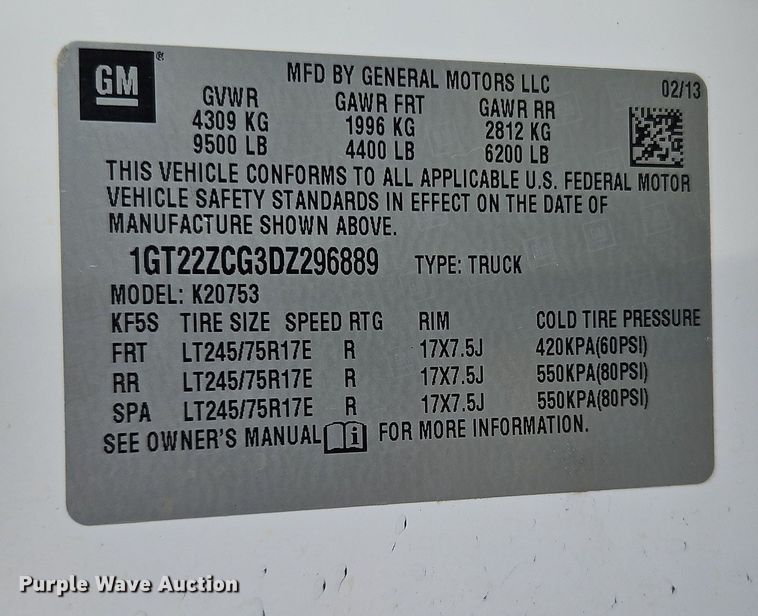 GM ®
MFD BY GENERAL MOTORS LLC 02/13
GVWR GAWR FRT GAWR RR
4309 KG 1996 KG 2812 KG
9500 LB 4400 LB 6200 LB
THIS VEHICLE CONFORMS TO ALL APPLICABLE U.S. FEDERAL MOTOR
VEHICLE SAFETY STANDARDS IN EFFECT ON THE DATE OF
MANUFACTURE SHOWN ABOVE.
1GT22ZCG3DZ296889 TYPE: TRUCK
MODEL: K20753
KF5S TIRE SIZE SPEED RTG RIM COLD TIRE PRESSURE
FRT LT245/75R17E R 17X7.5J 420KPA(60PSI)
RR LT245/75R17E R 17X7.5J 550KPA(80PSI)
SPA LT245/75R17E R 17X7.5J 550KPA(80PSI)
SEE OWNER'S MANUAL FOR MORE INFORMATION.
Purple Wave Auction